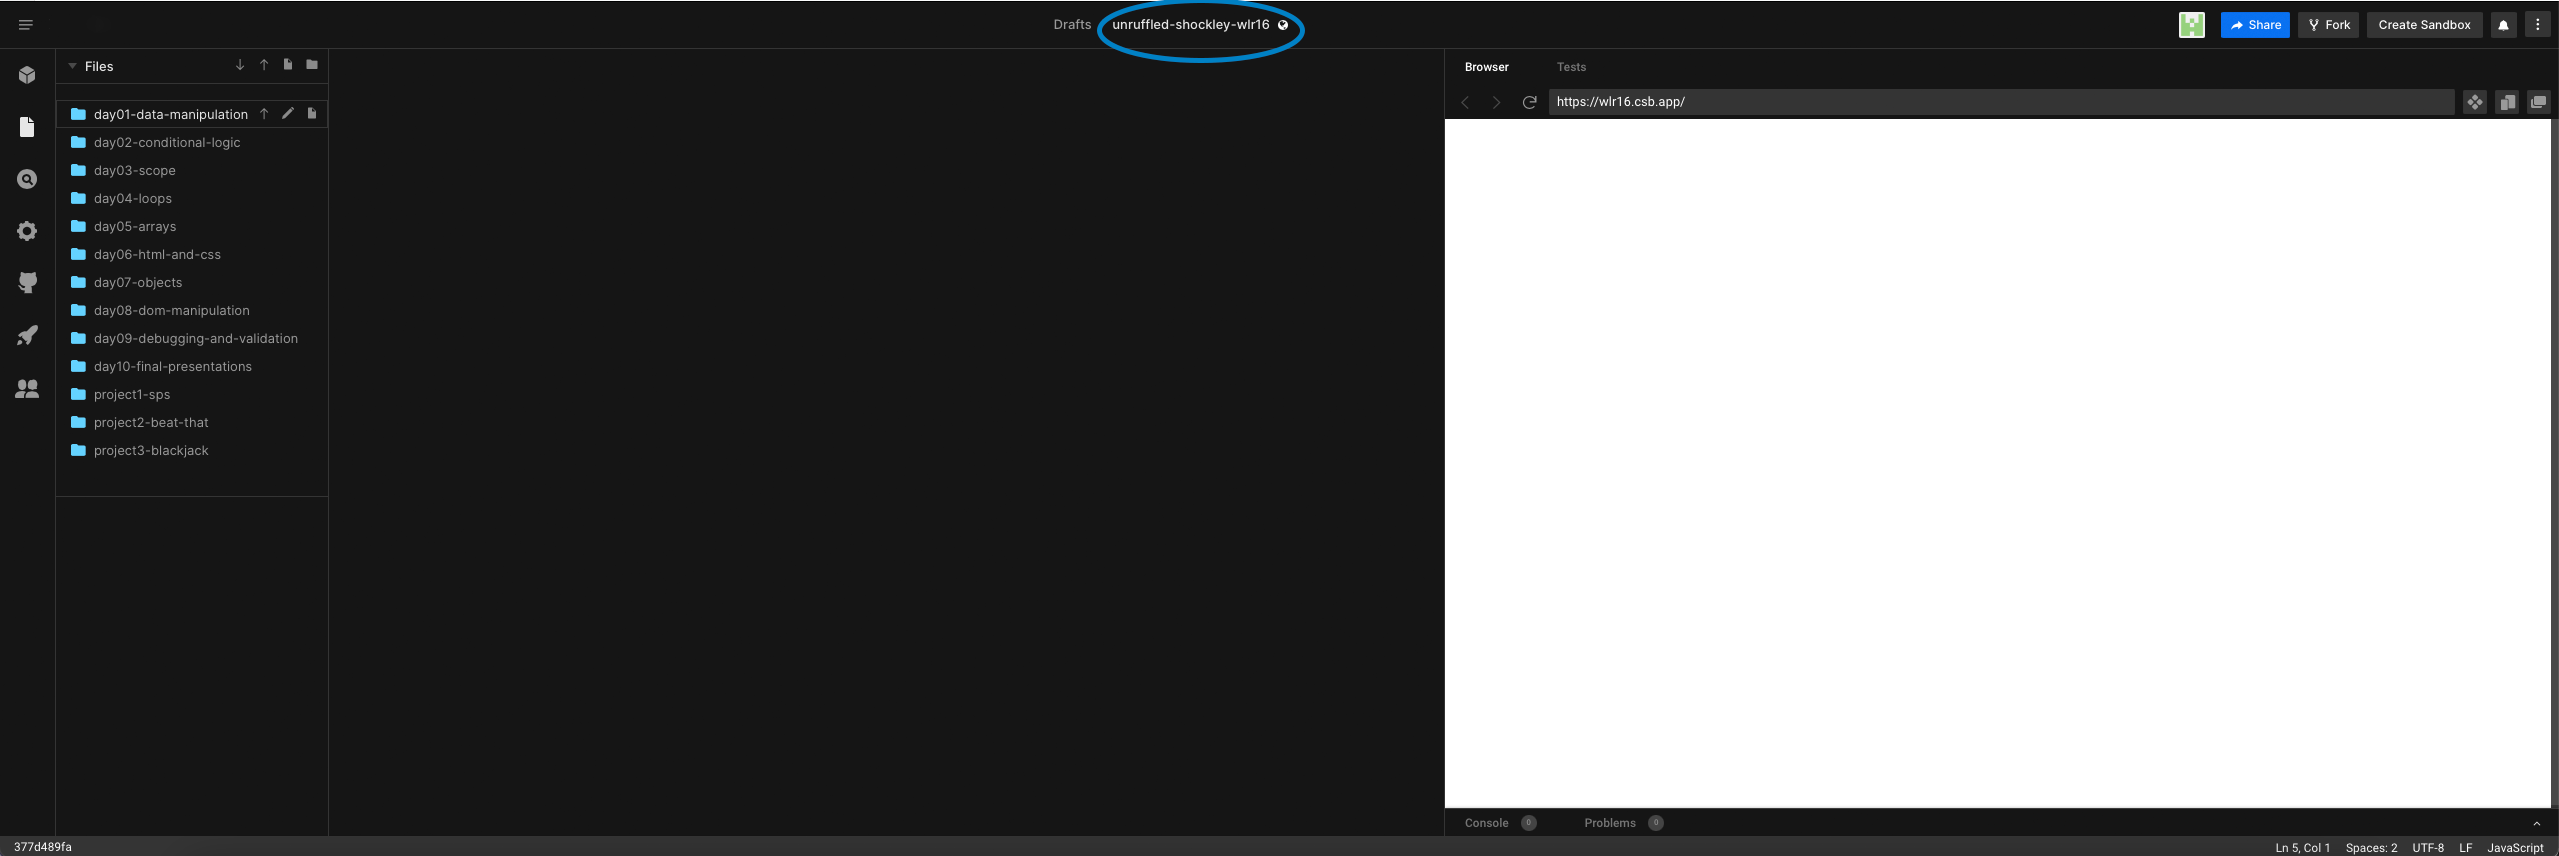 Drafts unruffled-shockley-wlr16
Share Fork Create Sandbox
Files
day01-data-manipulation
day02-conditional-logic
day03-scope
day04-loops
day05-arrays
day06-html-and-css
day07-objects
day08-dom-manipulation
day09-debugging-and-validation
day10-final-presentations
project1-sps
project2-beat-that
project3-blackjack
Browser Tests
https://wlr16.csb.app/
Console 0 Problems 0
377d489fa
Ln 5, Col 1 Spaces: 2 UTF-8 LF JavaScript